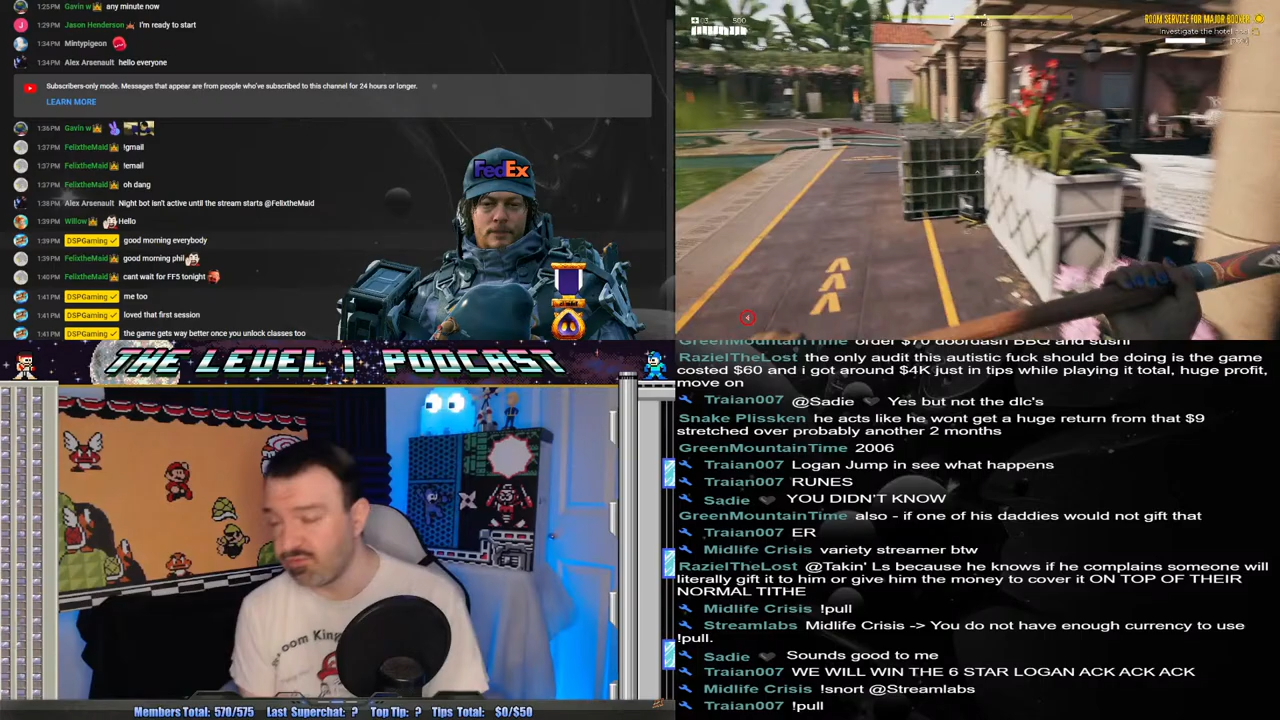 1:25PM Gavin w any minute now
1:29PM Jason Henderson I'm ready to start
1:34PM Mintypigeon
1:34PM Alex Arsenault hello everyone
Subscribers-only mode. Messages that appear are from people who've subscribed to this channel for 24 hours or longer.
LEARN MORE
1:36PM Gavin w
1:37PM FelixtheMaid !gmail
1:37PM FelixtheMaid !email
1:37PM FelixtheMaid oh dang
1:38PM Alex Arsenault Night bot isn't active until the stream starts @FelixtheMaid
1:39PM Willow Hello
1:39PM DSPGaming good morning everybody
1:39PM FelixtheMaid good morning phil
1:40PM FelixtheMaid cant wait for FF5 tonight
1:41PM DSPGaming me too
1:41PM DSPGaming loved that first session
1:41PM DSPGaming the game gets way better once you unlock classes too
FedEx
500
ROOM SERVICE FOR MAJOR BOOKER
Investigate the hotel
GreenMountainTime order $70 doordash BBQ and sushi
RazielTheLost the only audit this autistic fuck should be doing is the game
costed $60 and i got around $4K just in tips while playing it total, huge profit,
move on
Traian007 @Sadie Yes but not the dlc's
Snake Plissken he acts like he wont get a huge return from that $9
stretched over probably another 2 months
GreenMountainTime 2006
Traian007 Logan Jump in see what happens
Traian007 RUNES
Sadie YOU DIDN'T KNOW
GreenMountainTime also - if one of his daddies would not gift that
Traian007 ER
Midlife Crisis variety streamer btw
RazielTheLost @Takin' Ls because he knows if he complains someone will
literally gift it to him or give him the money to cover it ON TOP OF THEIR
NORMAL TITHE
Midlife Crisis !pull
Streamlabs Midlife Crisis -> You do not have enough currency to use
!pull.
Sadie Sounds good to me
Traian007 WE WILL WIN THE 6 STAR LOGAN ACK ACK ACK
Midlife Crisis !snort @Streamlabs
Traian007 !pull
THE LEVEL 1 PODCAST
Members Total: 570/575 Last Superchat: ? Top Tip: ? Tips Total: $0/$50